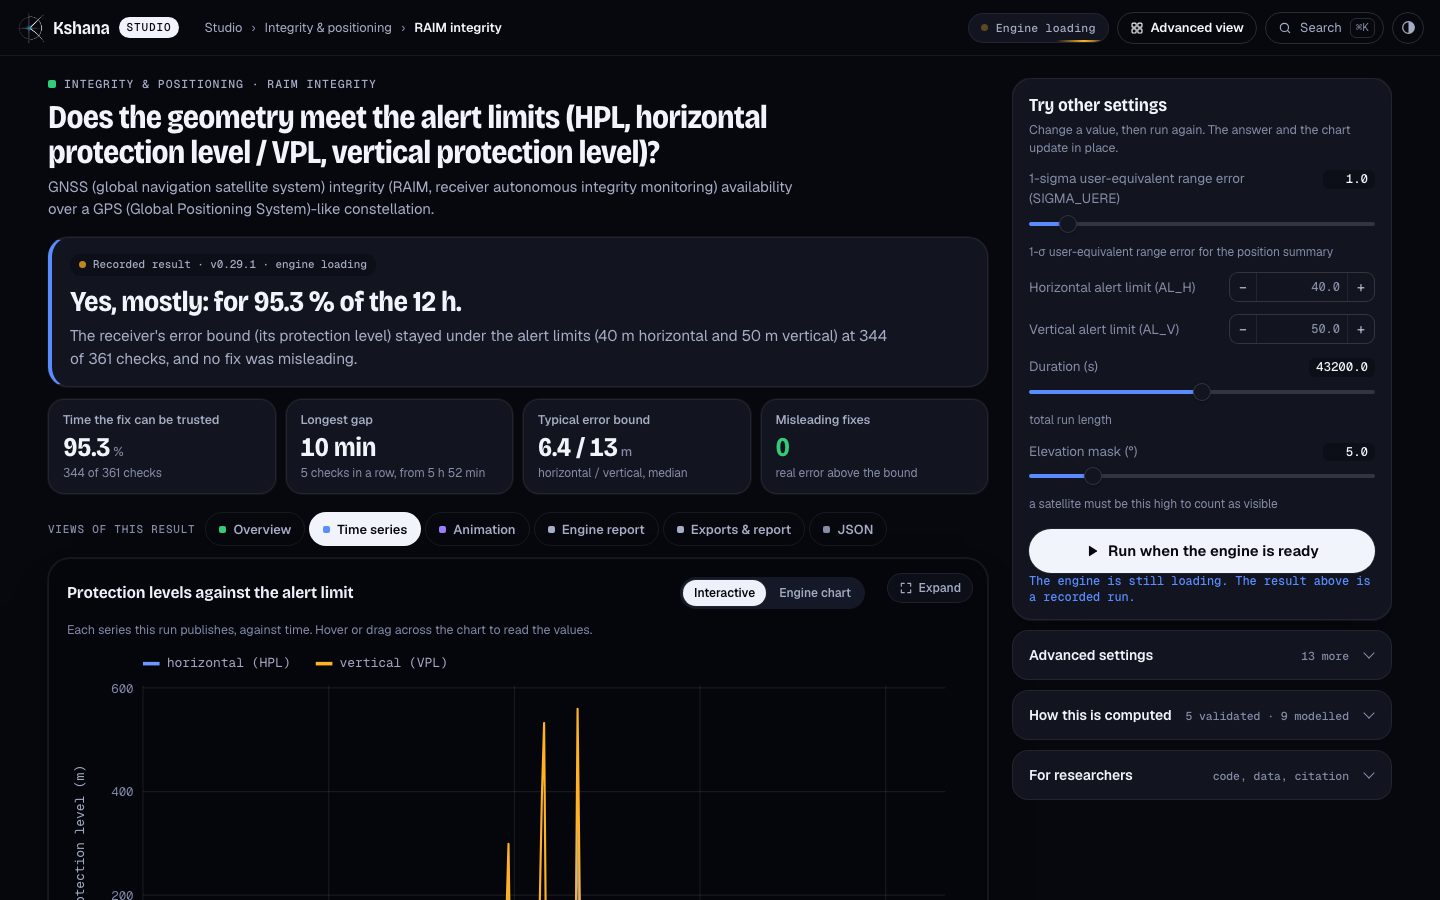 Kshana STUDIO Studio › Integrity & positioning › RAIM integrity Engine loading Advanced view Search ⌘K
INTEGRITY & POSITIONING · RAIM INTEGRITY
Does the geometry meet the alert limits (HPL, horizontal
protection level / VPL, vertical protection level)?
GNSS (global navigation satellite system) integrity (RAIM, receiver autonomous integrity monitoring) availability
over a GPS (Global Positioning System)-like constellation.
Recorded result · v0.29.1 · engine loading
Yes, mostly: for 95.3 % of the 12 h.
The receiver's error bound (its protection level) stayed under the alert limits (40 m horizontal and 50 m vertical) at 344
of 361 checks, and no fix was misleading.
Time the fix can be trusted
95.3 %
344 of 361 checks
Longest gap
10 min
5 checks in a row, from 5 h 52 min
Typical error bound
6.4 / 13 m
horizontal / vertical, median
Misleading fixes
0
real error above the bound
VIEWS OF THIS RESULT Overview Time series Animation Engine report Exports & report JSON
Protection levels against the alert limit Interactive Engine chart Expand
Each series this run publishes, against time. Hover or drag across the chart to read the values.
horizontal (HPL) vertical (VPL)
600
400
200
Try other settings
Change a value, then run again. The answer and the chart
update in place.
1-sigma user-equivalent range error 1.0
(SIGMA_UERE)
1-σ user-equivalent range error for the position summary
Horizontal alert limit (AL_H) − 40.0 +
Vertical alert limit (AL_V) − 50.0 +
Duration (s) 43200.0
total run length
Elevation mask (°) 5.0
a satellite must be this high to count as visible
Run when the engine is ready
The engine is still loading. The result above is
a recorded run.
Advanced settings 13 more
How this is computed 5 validated · 9 modelled
For researchers code, data, citation